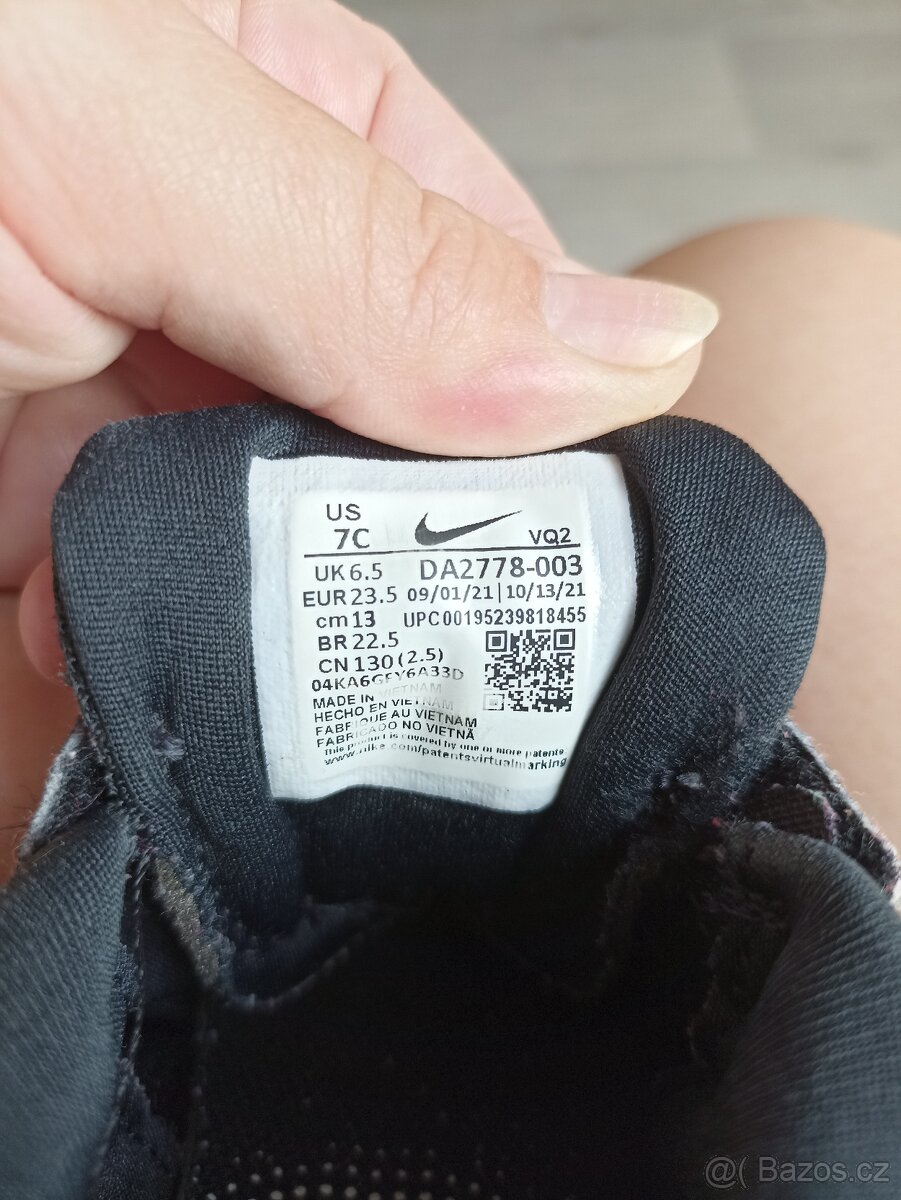 US
7C
VQ2
UK 6.5 DA2778-003
EUR 23.5 09/01/21 | 10/13/21
cm 13 UPC 00195239818455
BR 22.5
CN 130 (2.5)
MADE IN VIETNAM
HECHO EN VIETNAM
FABRIQUE AU VIETNAM
FABRICADO NO VIETNÃ
This product is covered by one or more patents
www.nike.com/patentsvirtualmarking
@( Bazos.cz